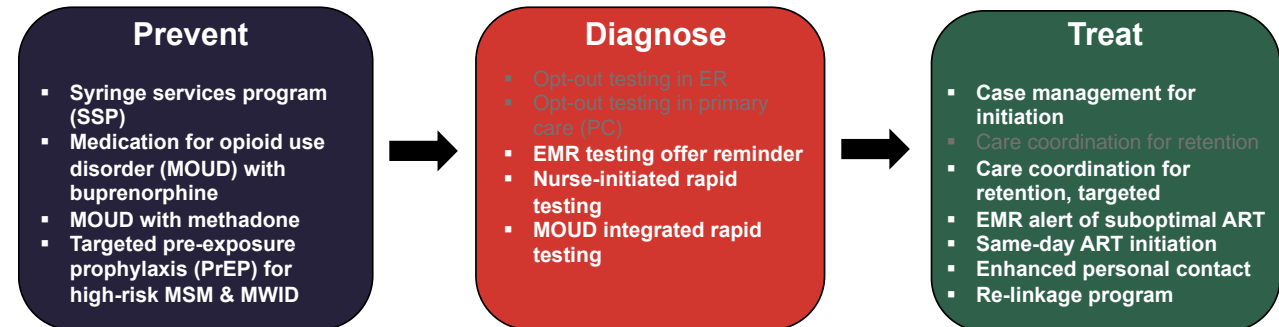 Prevent
▪ Syringe services program
(SSP)
▪ Medication for opioid use
disorder (MOUD) with
buprenorphine
▪ MOUD with methadone
▪ Targeted pre-exposure
prophylaxis (PrEP) for
high-risk MSM & MWID
Diagnose
▪ Opt-out testing in ER
▪ Opt-out testing in primary
care (PC)
▪ EMR testing offer reminder
▪ Nurse-initiated rapid
testing
▪ MOUD integrated rapid
testing
Treat
▪ Case management for
initiation
▪ Care coordination for retention
▪ Care coordination for
retention, targeted
▪ EMR alert of suboptimal ART
▪ Same-day ART initiation
▪ Enhanced personal contact
▪ Re-linkage program